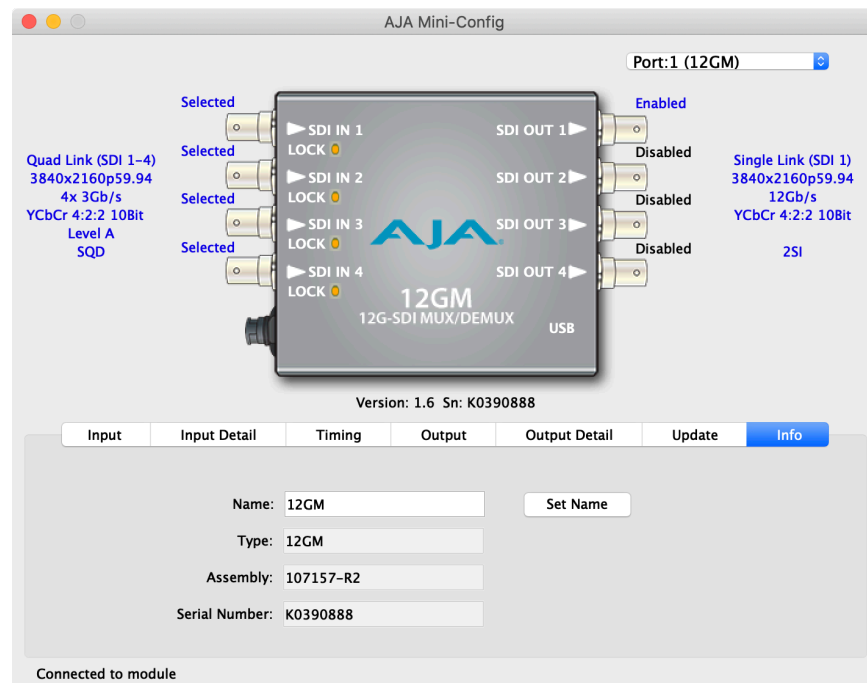 AJA Mini-Config
Port:1 (12GM)
Selected
Selected
Selected
Selected
Quad Link (SDI 1-4)
3840x2160p59.94
4x 3Gb/s
YCbCr 4:2:2 10Bit
Level A
SQD
SDI IN 1
LOCK
SDI IN 2
LOCK
SDI IN 3
LOCK
SDI IN 4
LOCK
AJA
12GM
12G-SDI MUX/DEMUX
SDI OUT 1
SDI OUT 2
SDI OUT 3
SDI OUT 4
USB
Enabled
Disabled
Disabled
Disabled
Single Link (SDI 1)
3840x2160p59.94
12Gb/s
YCbCr 4:2:2 10Bit
2SI
Version: 1.6 Sn: K0390888
Input Input Detail Timing Output Output Detail Update Info
Name: 12GM Set Name
Type: 12GM
Assembly: 107157-R2
Serial Number: K0390888
Connected to module